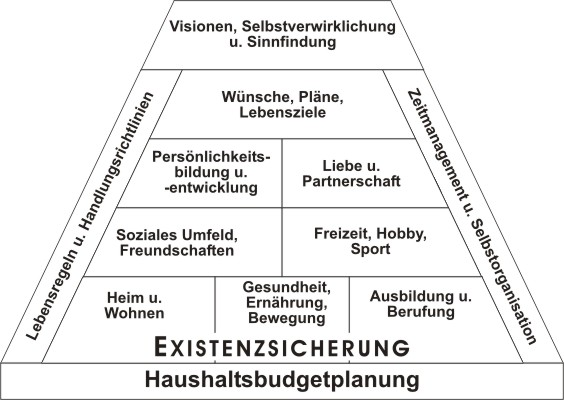 Visionen, Selbstverwirklichung
u. Sinnfindung
Lebensregeln u. Handlungsrichtlinien
Wünsche, Pläne,
Lebensziele
Zeitmanagement u. Selbstorganisation
Persönlichkeits-
bildung u.
-entwicklung
Liebe u.
Partnerschaft
Soziales Umfeld,
Freundschaften
Freizeit, Hobby,
Sport
Heim u.
Wohnen
Gesundheit,
Ernährung,
Bewegung
Ausbildung u.
Berufung
EXISTENZSICHERUNG
Haushaltsbudgetplanung